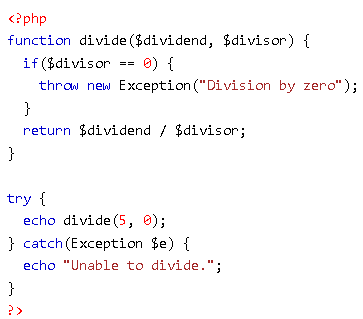 <?php
function divide($dividend, $divisor) {
  if($divisor == 0) {
    throw new Exception("Division by zero");
  }
  return $dividend / $divisor;
}

try {
  echo divide(5, 0);
} catch(Exception $e) {
  echo "Unable to divide.";
}
?>